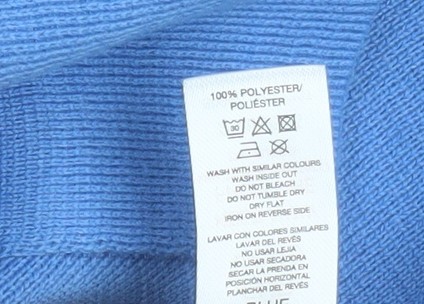 100% POLYESTER/
POLIÉSTER
30
WASH WITH SIMILAR COLOURS
WASH INSIDE OUT
DO NOT BLEACH
DO NOT TUMBLE DRY
DRY FLAT
IRON ON REVERSE SIDE
LAVAR CON COLORES SIMILARES
LAVAR DEL REVÉS
NO USAR LEJIA
NO USAR SECADORA
SECAR LA PRENDA EN
POSICIÓN HORIZONTAL
PLANCHAR DEL REVÉS
BLUE